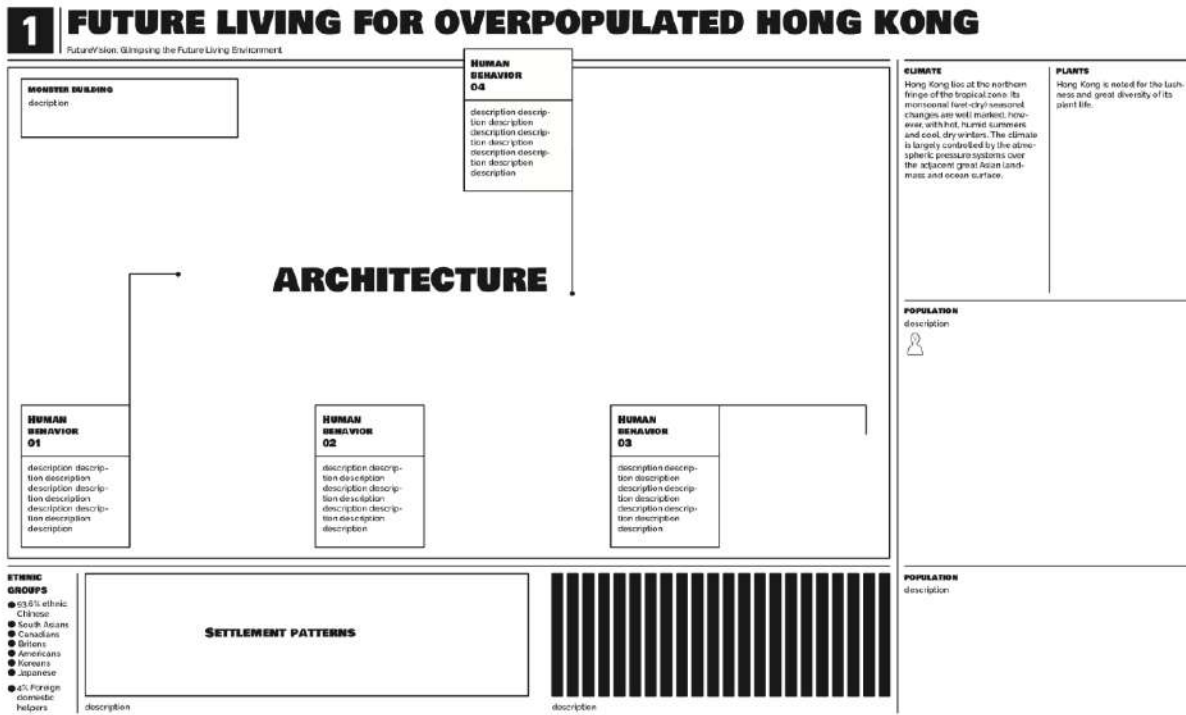 1
FUTURE LIVING FOR OVERPOPULATED HONG KONG
FutureVision: Glimpsing the Future Living Environment
MONSTER BUILDING
decription
HUMAN
BEHAVIOR
04
description descrip-
tion description
description descrip-
tion description
description descrip-
tion description
description
ARCHITECTURE
HUMAN
BEHAVIOR
01
description descrip-
tion description
description descrip-
tion description
description descrip-
tion description
description
HUMAN
BEHAVIOR
02
description descrip-
tion description
description descrip-
tion description
description descrip-
tion description
description
HUMAN
BEHAVIOR
03
description descrip-
tion description
description descrip-
tion description
description descrip-
tion description
description
CLIMATE
Hong Kong lies at the northern
fringe of the tropical zone. Its
monsoonal (wet-dry) seasonal
changes are well marked, how-
ever, with hot, humid summers
and cool, dry winters. The climate
is largely controlled by the atmo-
spheric pressure systems over
the adjacent great Asian land-
mass and ocean surface.
PLANTS
Hong Kong is noted for the lush-
ness and great diversity of its
plant life.
POPULATION
description
POPULATION
description
ETHNIC
GROUPS
93.6% ethnic
Chinese
South Asians
Canadians
Britons
Americans
Koreans
Japanese
4% Foreign
domestic
helpers
SETTLEMENT PATTERNS
description
description